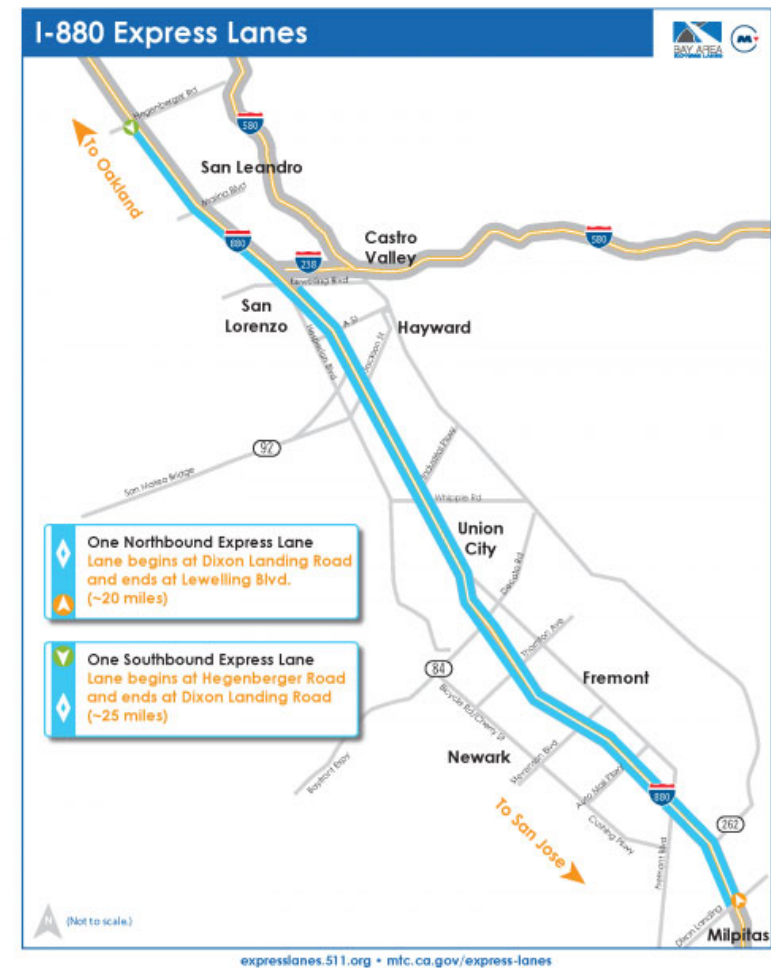 I-880 Express Lanes
BAY AREA
EXPRESS LANES
M
Hegenberger Rd
580
To Oakland
San Leandro
Marina Blvd
880
238
Castro
Valley
580
Lewelling Blvd
San
Lorenzo
A St
Hayward
Hesperian Blvd
Jackson St
92
San Mateo Bridge
Industrial Pkwy
Whipple Rd
Union
City
One Northbound Express Lane
Lane begins at Dixon Landing Road
and ends at Lewelling Blvd.
(~20 miles)
Decoto Rd
One Southbound Express Lane
Lane begins at Hegenberger Road
and ends at Dixon Landing Road
(~25 miles)
Thornton Ave
84
Fremont
Newark
Stevenson Blvd
Bayfront Expy
Auto Mall Pkwy
880
To San Jose
Cushing Pkwy
262
Fremont Blvd
Dixon Landing
N
(Not to scale.)
Milpitas
expresslanes.511.org • mtc.ca.gov/express-lanes